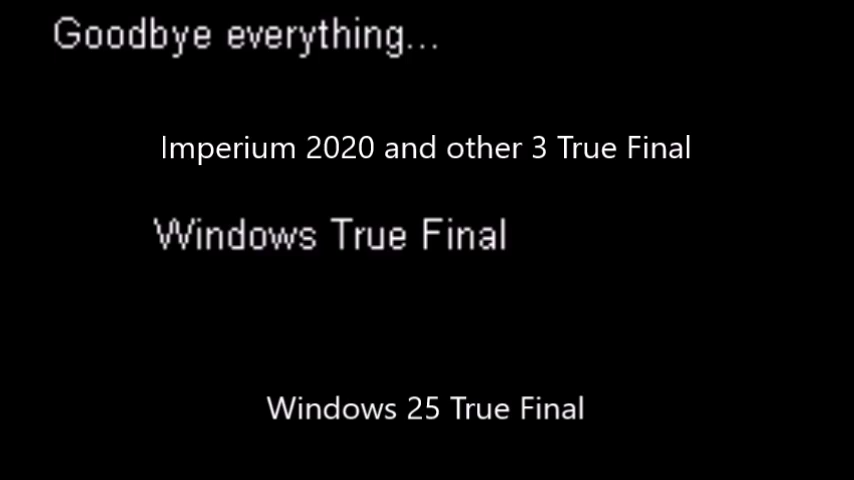 Goodbye everything...
Imperium 2020 and other 3 True Final
Windows True Final
Windows 25 True Final